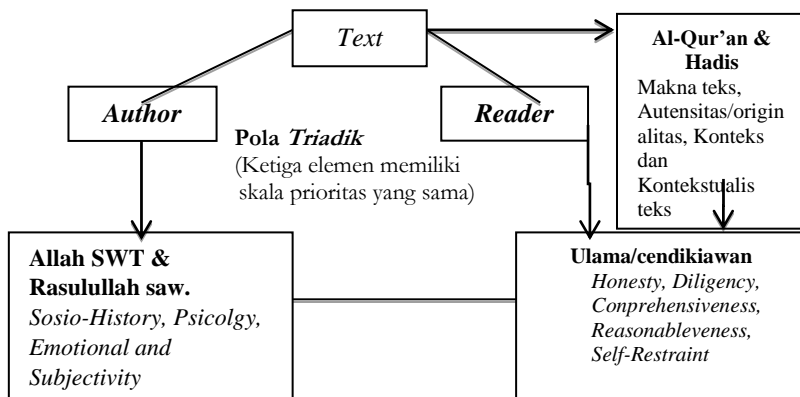 Text
Author
Reader
Pola Triadik
(Ketiga elemen memiliki
skala prioritas yang sama)
Al-Qur'an &
Hadis
Makna teks,
Autensitas/origin
alitas, Konteks
dan
Kontekstualis
teks
Allah SWT &
Rasulullah saw.
Sosio-History, Psicolgy,
Emotional and
Subjectivity
Ulama/cendikiawan
Honesty, Diligency,
Conprehensiveness,
Reasonableveness,
Self-Restraint